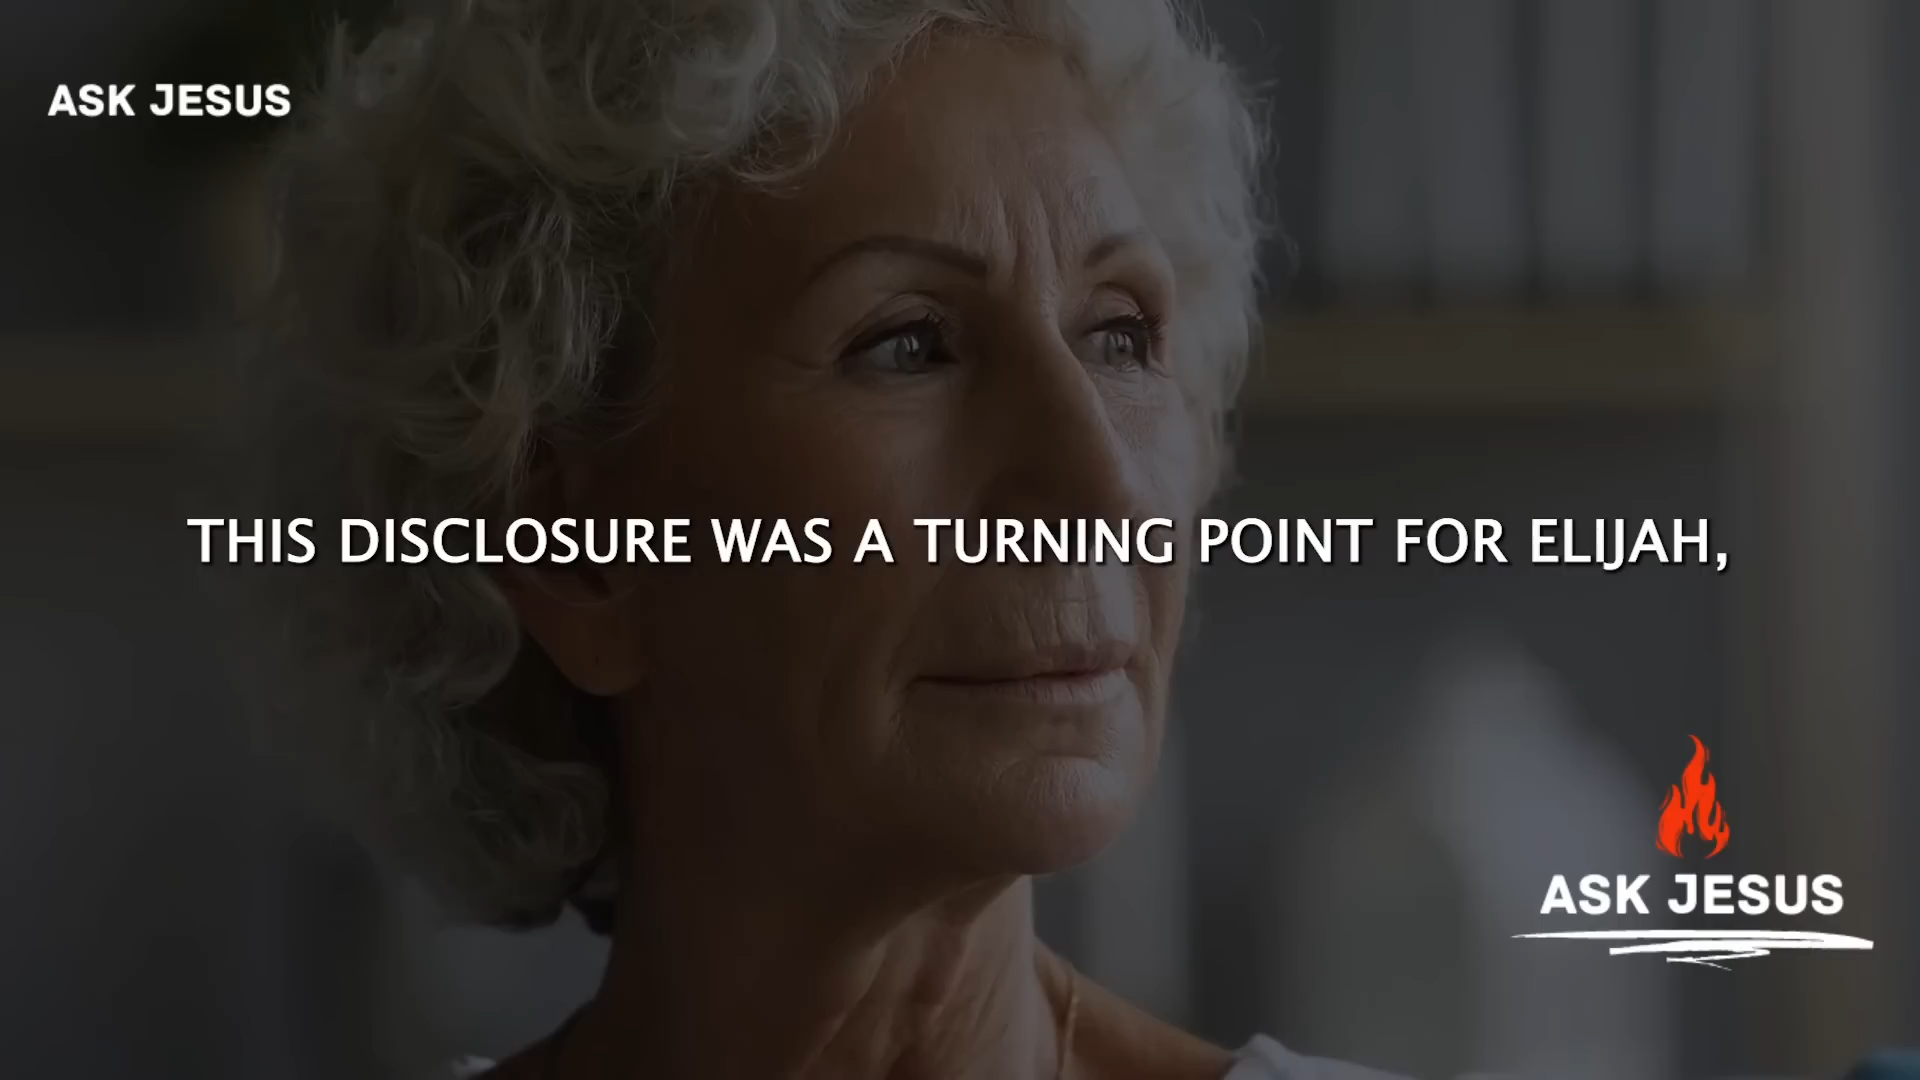 ASK JESUS
THIS DISCLOSURE WAS A TURNING POINT FOR ELIJAH,
ASK JESUS